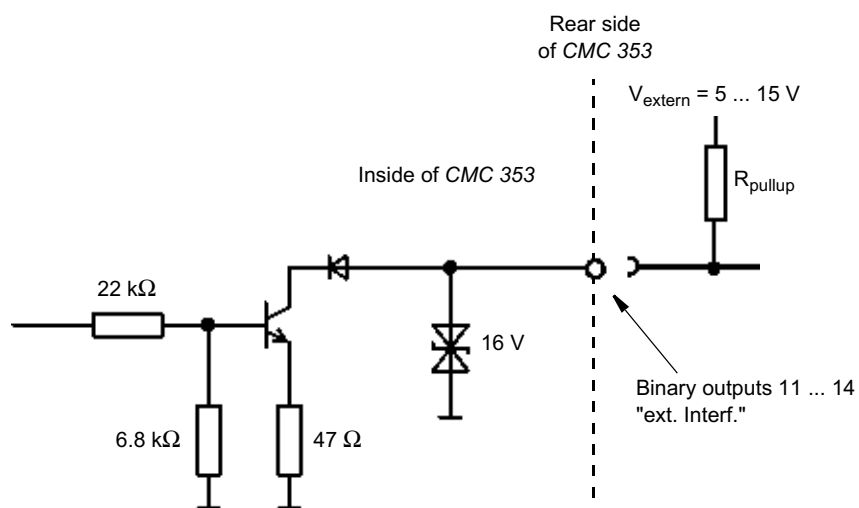 Rear side
of CMC 353
V_extern = 5 ... 15 V
Inside of CMC 353
R_pullup
22 kΩ
16 V
6.8 kΩ
47 Ω
Binary outputs 11 ... 14
"ext. Interf."